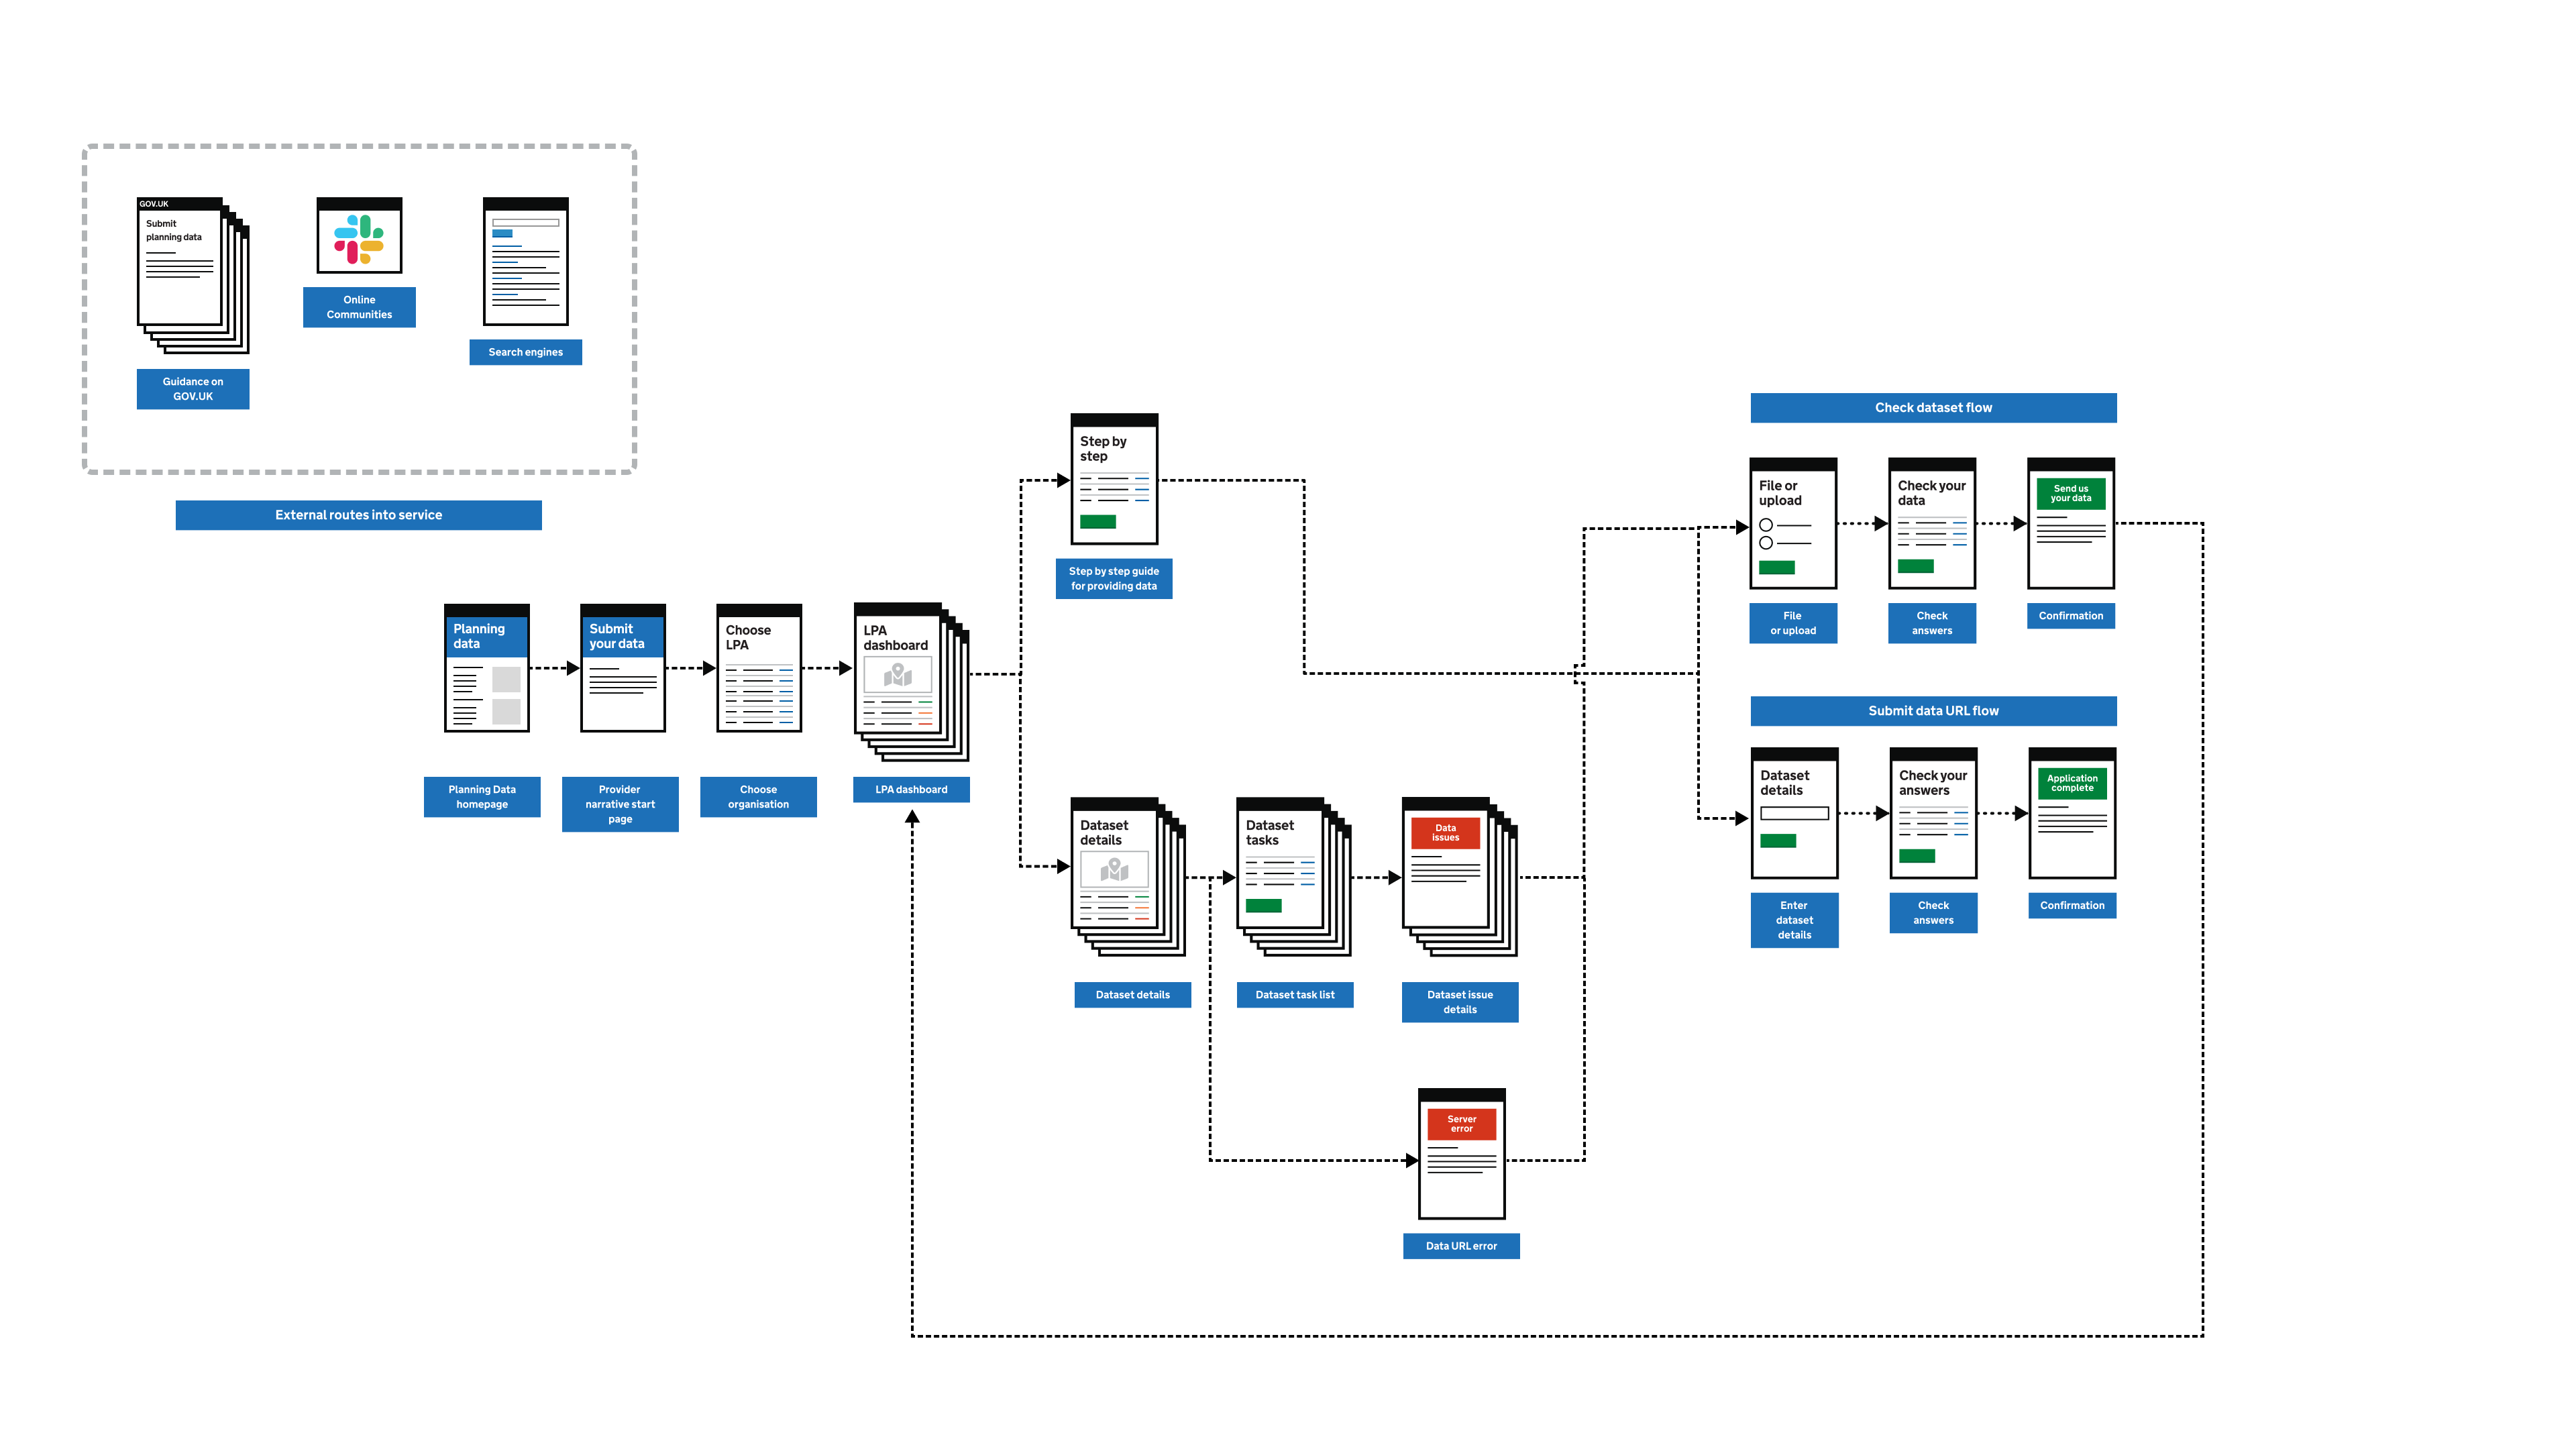 GOV.UK
Submit
planning data
Guidance on
GOV.UK
Online
Communities
Search engines
External routes into service
Planning
data
Planning Data
homepage
Submit
your data
Provider
narrative start
page
Choose
LPA
Choose
organisation
LPA
dashboard
LPA dashboard
Step by
step
Step by step guide
for providing data
Dataset
details
Dataset details
Dataset
tasks
Dataset task list
Data
issues
Dataset issue
details
Server
error
Data URL error
Check dataset flow
File or
upload
File
or upload
Check your
data
Check
answers
Send us
your data
Confirmation
Submit data URL flow
Dataset
details
Enter
dataset
details
Check your
answers
Check
answers
Application
complete
Confirmation